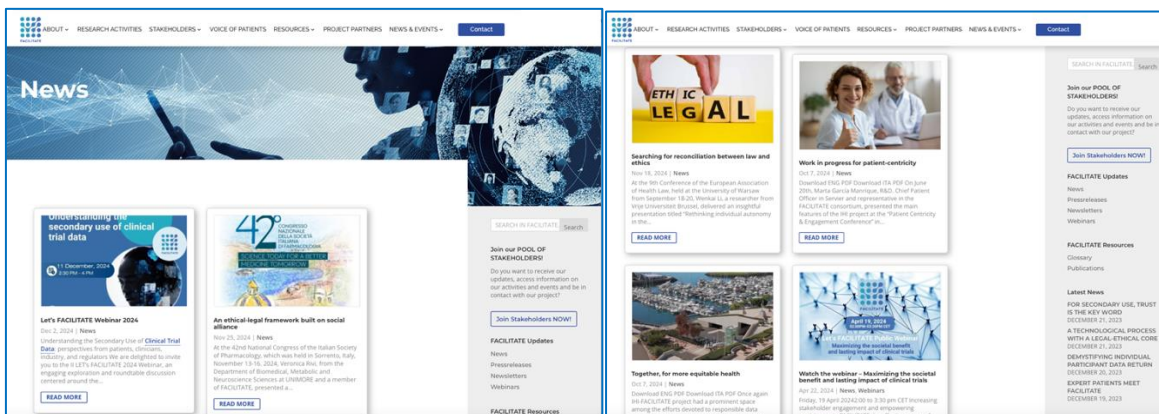 FACILITATE
ABOUT RESEARCH ACTIVITIES STAKEHOLDERS VOICE OF PATIENTS RESOURCES PROJECT PARTNERS NEWS & EVENTS Contact
News
Understanding the
secondary use of clinical
trial data
11 December, 2024
2:30 PM - 4 PM
Let's FACILITATE Webinar 2024
Dec 2, 2024 | News
Understanding the Secondary Use of Clinical Trial
Data: perspectives from patients, clinicians,
industry, and regulators We are delighted to invite
you to the II LET'S FACILITATE 2024 Webinar, an
engaging exploration and roundtable discussion
centered around the...
READ MORE
42°
CONGRESSO
NAZIONALE
DELLA SOCIETÀ
ITALIANA
DI FARMACOLOGIA
SCIENCE TODAY FOR A BETTER
MEDICINE TOMORROW
An ethical-legal framework built on social
alliance
Nov 25, 2024 | News
At the 42nd National Congress of the Italian Society
of Pharmacology, which was held in Sorrento, Italy,
November 13-16, 2024, Veronica Rivi, from the
Department of Biomedical, Metabolic and
Neuroscience Sciences at UNIMORE and a member
of FACILITATE, presented a...
READ MORE
SEARCH IN FACILITATE Search
Join our POOL OF
STAKEHOLDERS!
Do you want to receive our
updates, access information on
our activities and events and be in
contact with our project?
Join Stakeholders NOW!
FACILITATE Updates
News
Pressreleases
Newsletters
Webinars
FACILITATE Resources
FACILITATE
ABOUT RESEARCH ACTIVITIES STAKEHOLDERS VOICE OF PATIENTS RESOURCES PROJECT PARTNERS NEWS & EVENTS Contact
ETH IC
LEGAL
Searching for reconciliation between law and
ethics
Nov 18, 2024 | News
At the 9th Conference of the European Association
of Health Law, held at the University of Warsaw
from September 18-20, Wenkai Li, a researcher from
Vrije Universiteit Brussel, delivered an insightful
presentation titled "Rethinking individual autonomy
in the...
READ MORE
Work in progress for patient-centricity
Oct 7, 2024 | News
Download ENG PDF Download ITA PDF On June
20th, Marta García Manrique, R&D, Chief Patient
Officer in Servier and representative in the
FACILITATE consortium, presented the main
features of the IHI project at the "Patient Centricity
& Engagement Conference" in...
READ MORE
Together, for more equitable health
Oct 7, 2024 | News
Download ENG PDF Download ITA PDF Once again
IHI-FACILITATE project had a prominent space
among the efforts devoted to responsible data
April 19, 2024
Let's FACILITATE Public Webinar
Maximizing the societal benefit
and lasting impact of clinical trials
Watch the webinar – Maximizing the societal
benefit and lasting impact of clinical trials
Apr 22, 2024 | News, Webinars
Friday, 19 April 20242:00 to 3:30 pm CET Increasing
stakeholder engagement and empowering
SEARCH IN FACILITATE Search
Join our POOL OF
STAKEHOLDERS!
Do you want to receive our
updates, access information on
our activities and events and be in
contact with our project?
Join Stakeholders NOW!
FACILITATE Updates
News
Pressreleases
Newsletters
Webinars
FACILITATE Resources
Glossary
Publications
Latest News
FOR SECONDARY USE, TRUST
IS THE KEY WORD
DECEMBER 21, 2023
A TECHNOLOGICAL PROCESS
WITH A LEGAL-ETHICAL CORE
DECEMBER 21, 2023
DEMYSTIFYING INDIVIDUAL
PARTICIPANT DATA RETURN
DECEMBER 20, 2023
EXPERT PATIENTS MEET
FACILITATE
DECEMBER 19, 2023